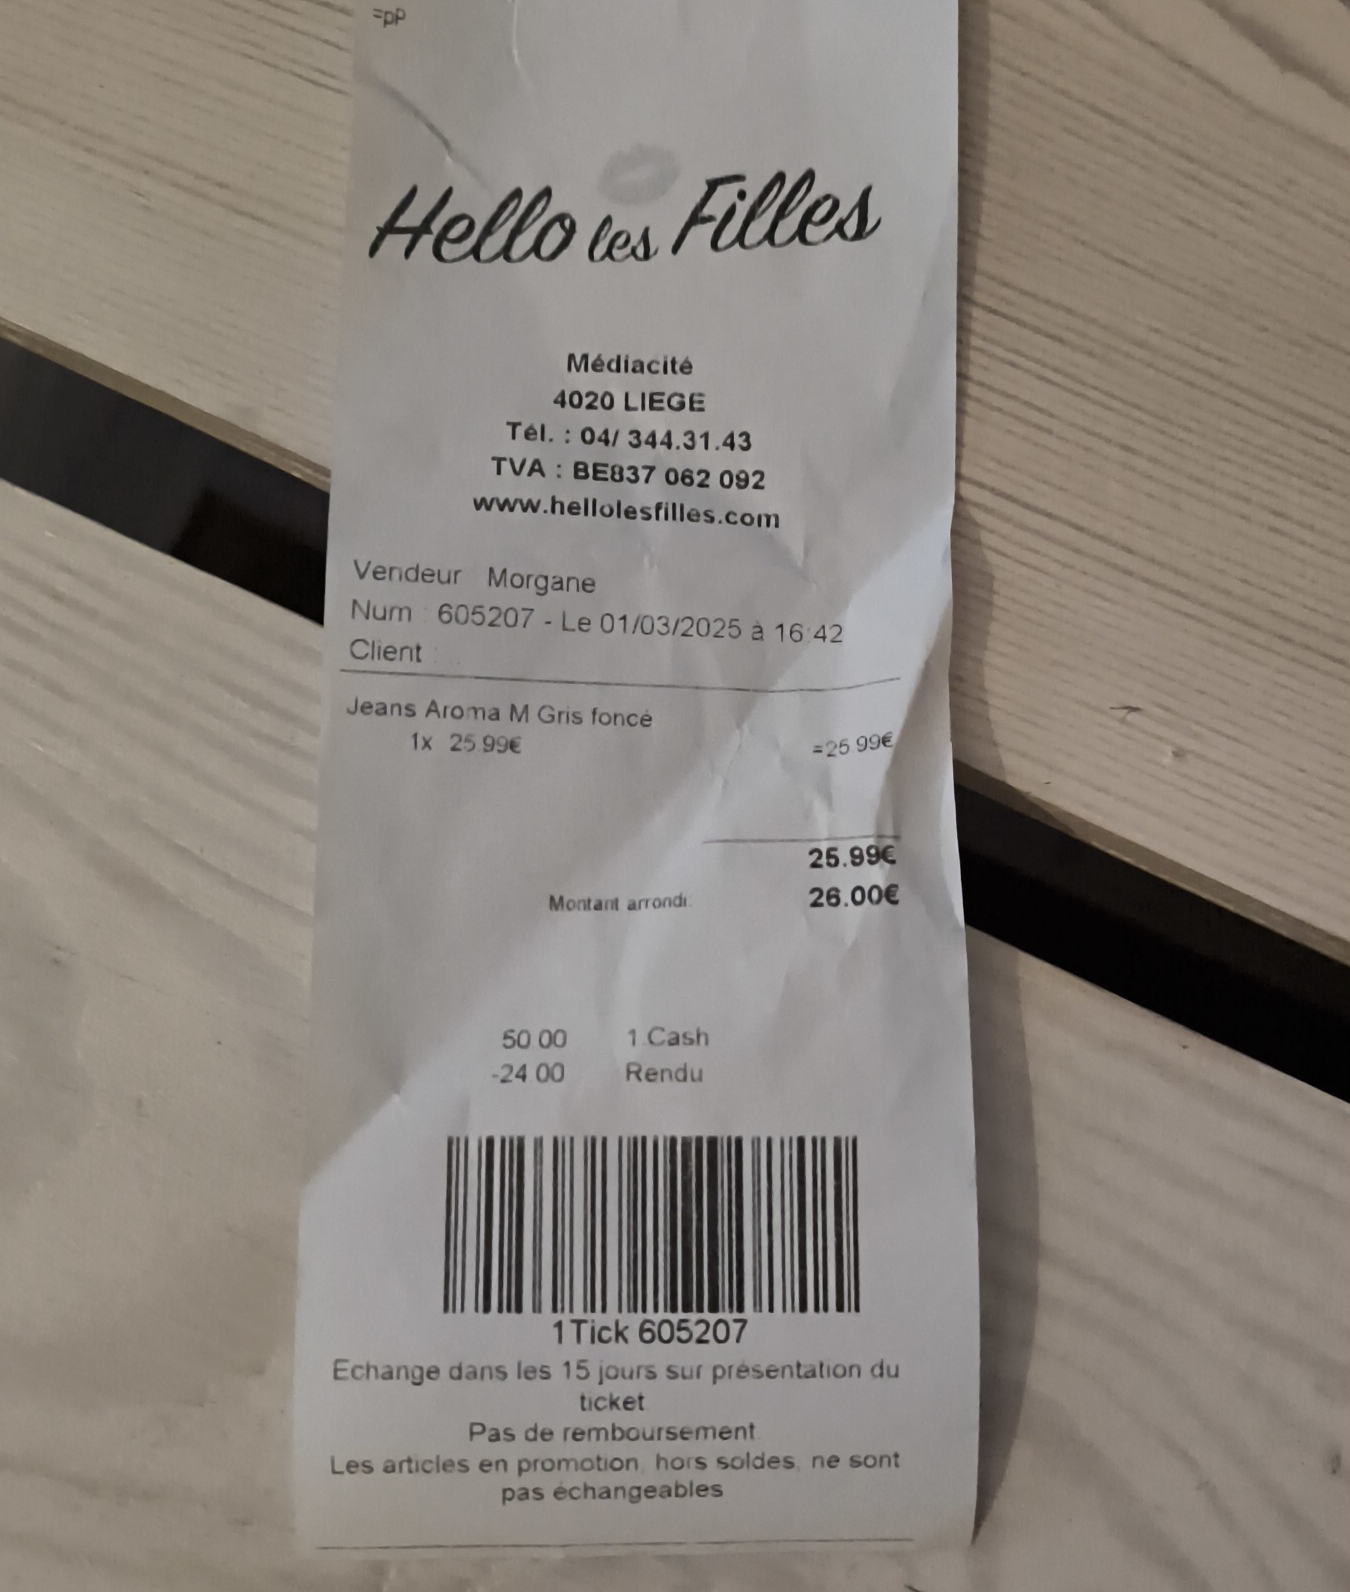 =pP
Hello les Filles
Médiacité
4020 LIEGE
Tél. : 04/ 344.31.43
TVA : BE837 062 092
www.hellolesfilles.com
Vendeur Morgane
Num : 605207 - Le 01/03/2025 à 16:42
Client :
Jeans Aroma M Gris foncé
1x 25.99€ =25.99€
25.99€
Montant arrondi: 26.00€
50.00 1.Cash
-24.00 Rendu
1Tick 605207
Echange dans les 15 jours sur présentation du
ticket
Pas de remboursement
Les articles en promotion, hors soldes, ne sont
pas échangeables